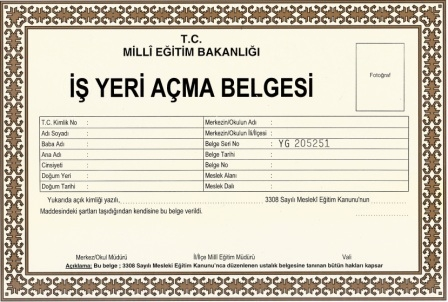 T.C.
MİLLÎ EĞİTİM BAKANLIĞI
Fotoğraf
İŞ YERİ AÇMA BELGESİ
T.C. Kimlik No :
Merkezin/Okulun Adı :
Adı Soyadı :
Merkezin/Okulun İli/İlçesi :
Baba Adı :
Belge Seri No : YG 205251
Ana Adı :
Belge Tarihi :
Cinsiyeti :
Belge No :
Doğum Yeri :
Meslek Alanı :
Doğum Tarihi :
Meslek Dalı :
Yukarıda açık kimliği yazılı, 3308 Sayılı Meslekî Eğitim Kanunu'nun
Maddesindeki şartları taşıdığından kendisine bu belge verildi.
Merkez/Okul Müdürü İl/İlçe Millî Eğitim Müdürü Vali
Açıklama: Bu belge ; 3308 Sayılı Mesleki Eğitim Kanunu'nca düzenlenen ustalık belgesine tanınan bütün hakları kapsar